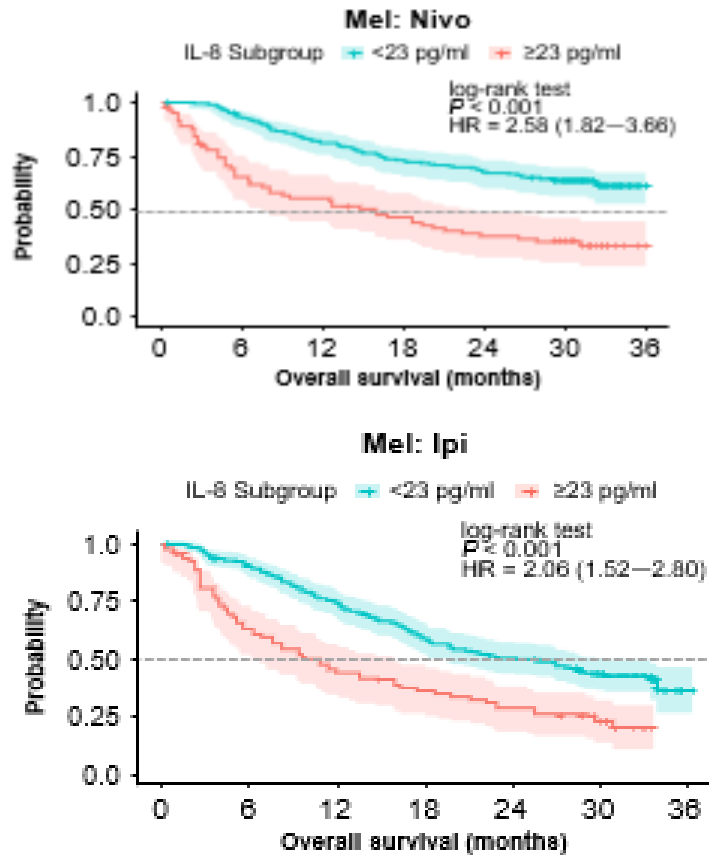 Mel: Nivo
IL-8 Subgroup <23 pg/ml ≥23 pg/ml
log-rank test
P < 0.001
HR = 2.58 (1.82—3.66)
1.0
0.75
0.50
0.25
0.0
Probability
0 6 12 18 24 30 36
Overall survival (months)
Mel: Ipi
IL-8 Subgroup <23 pg/ml ≥23 pg/ml
log-rank test
P < 0.001
HR = 2.06 (1.52—2.80)
1.0
0.75
0.50
0.25
0.0
Probability
0 6 12 18 24 30 36
Overall survival (months)